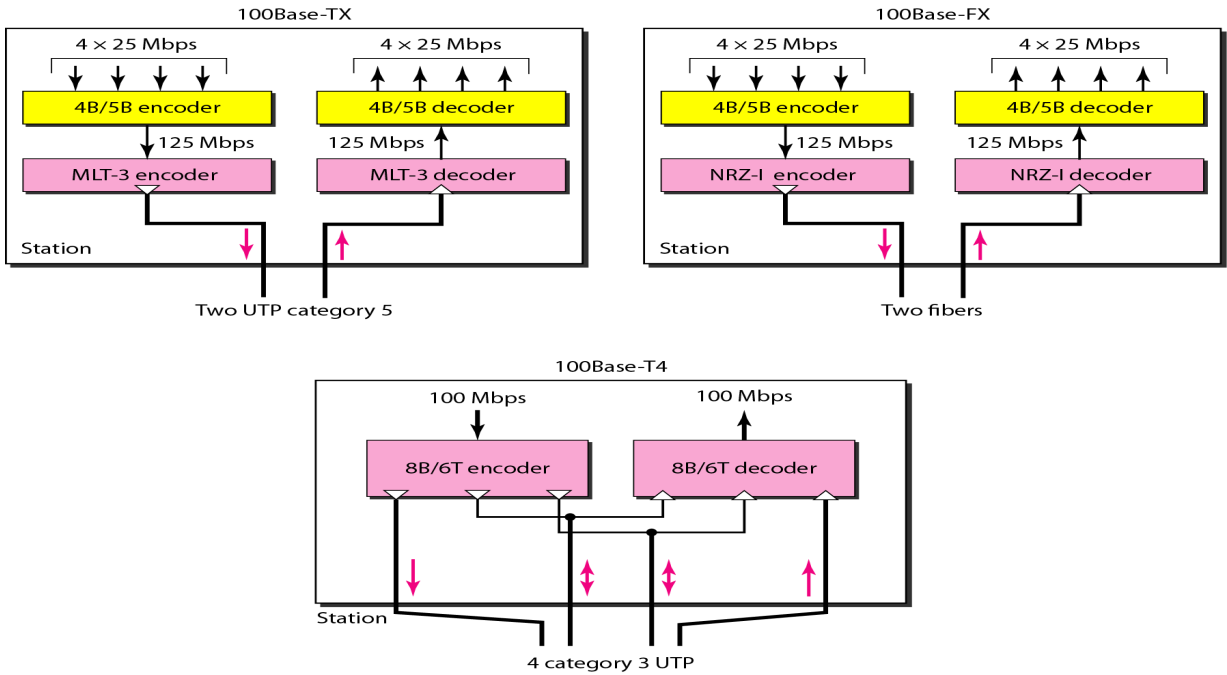 100Base-TX
4 × 25 Mbps
4 × 25 Mbps
4B/5B encoder
4B/5B decoder
125 Mbps
125 Mbps
MLT-3 encoder
MLT-3 decoder
Station
Two UTP category 5
100Base-FX
4 × 25 Mbps
4 × 25 Mbps
4B/5B encoder
4B/5B decoder
125 Mbps
125 Mbps
NRZ-I encoder
NRZ-I decoder
Station
Two fibers
100Base-T4
100 Mbps
100 Mbps
8B/6T encoder
8B/6T decoder
Station
4 category 3 UTP